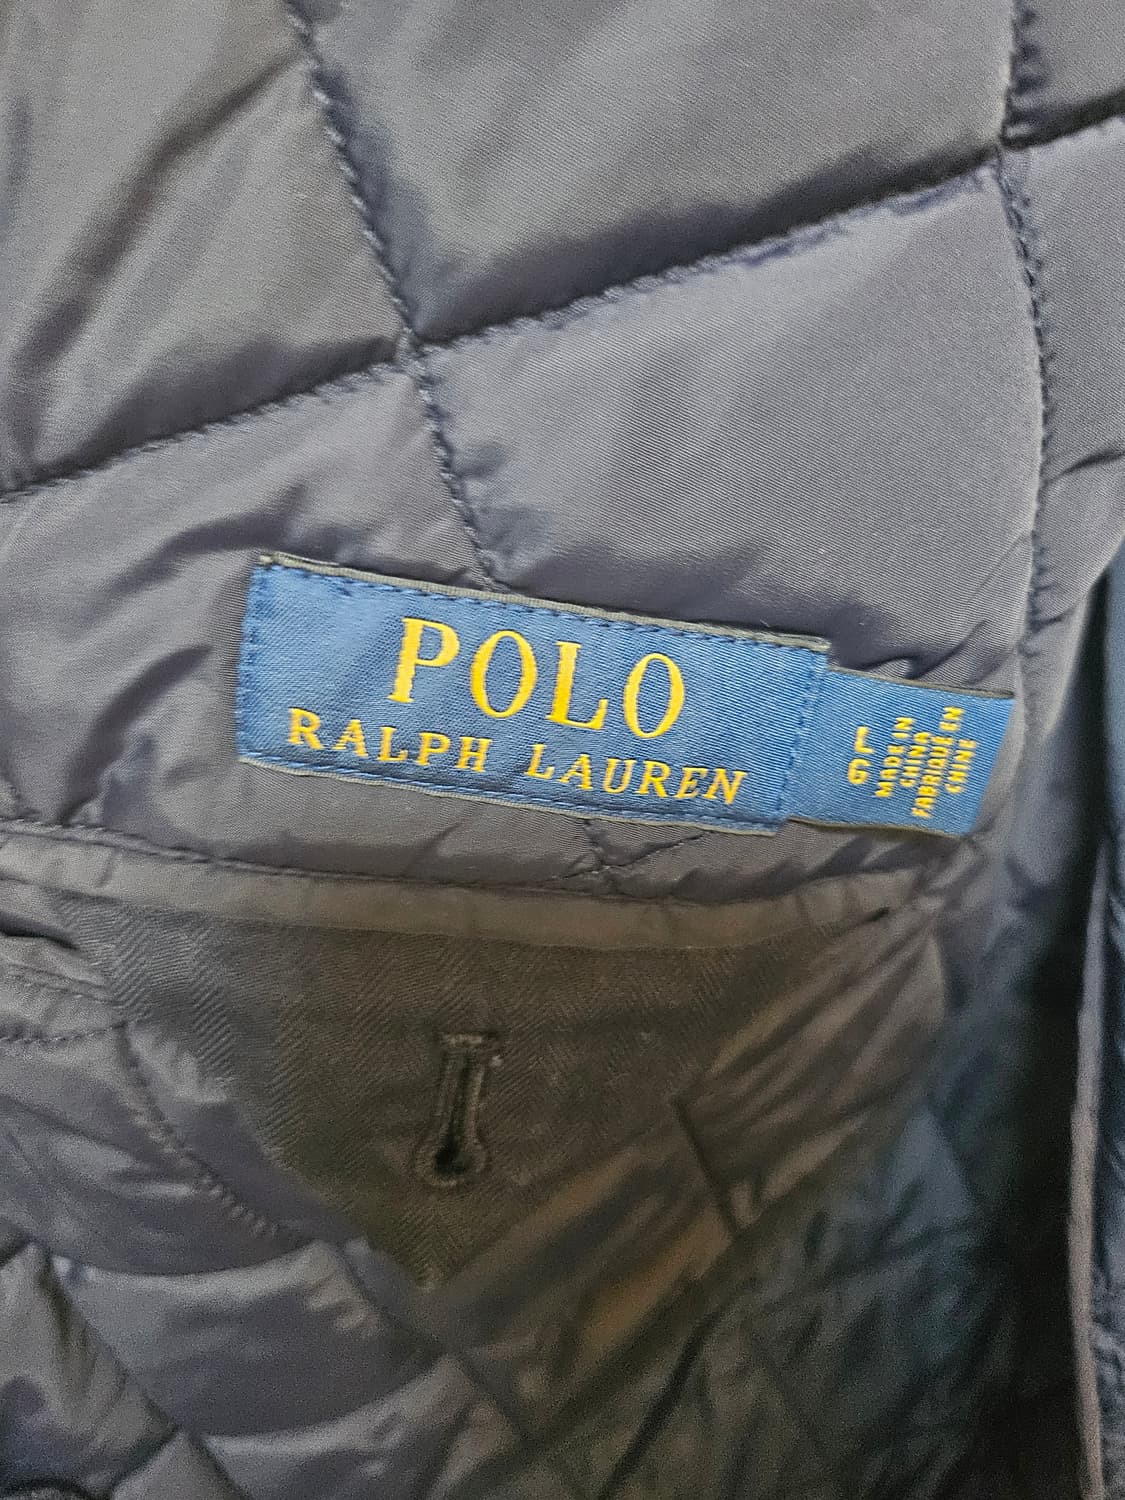 POLO
RALPH LAUREN
L
G
MADE IN
CHINA
FABRIQUÉ EN
CHINE